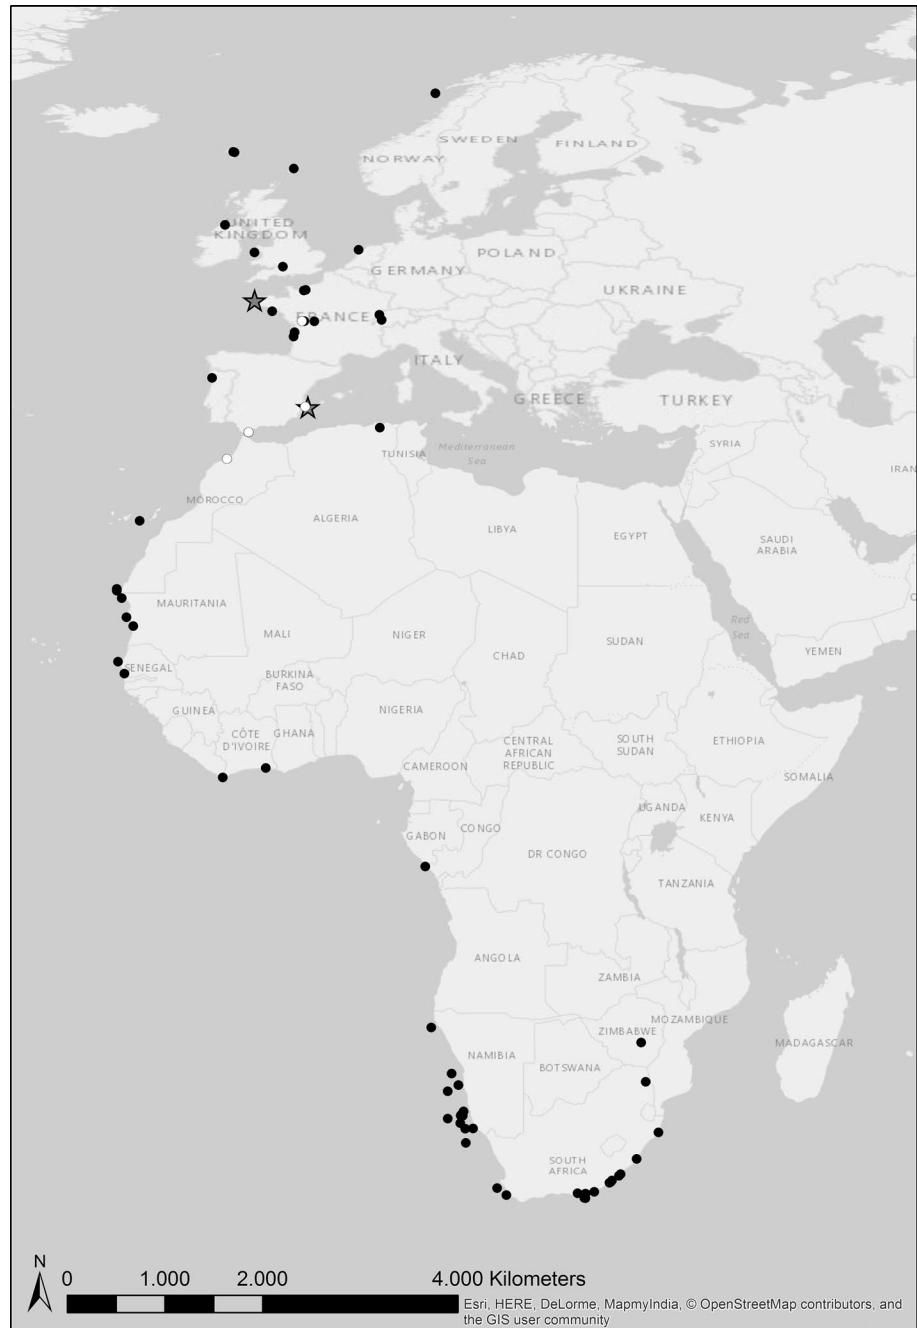 SWEDEN
FINLAND
NORWAY
UNITED
KINGDOM
POLAND
GERMANY
UKRAINE
FRANCE
ITALY
GREECE
TURKEY
SYRIA
Mediterranean
Sea
TUNISIA
IRAN
MOROCCO
ALGERIA
LIBYA
EGYPT
SAUDI
ARABIA
MAURITANIA
Red
Sea
MALI
NIGER
SUDAN
CHAD
YEMEN
SENEGAL
BURKINA
FASO
GUINEA
NIGERIA
CÔTE
D'IVOIRE
GHANA
CENTRAL
AFRICAN
REPUBLIC
SOUTH
SUDAN
ETHIOPIA
CAMEROON
SOMALIA
UGANDA
KENYA
GABON
CONGO
DR CONGO
TANZANIA
ANGOLA
ZAMBIA
MOZAMBIQUE
ZIMBABWE
MADAGASCAR
NAMIBIA
BOTSWANA
SOUTH
AFRICA
N
0 1.000 2.000 4.000 Kilometers
Esri, HERE, DeLorme, MapmyIndia, © OpenStreetMap contributors, and
the GIS user community